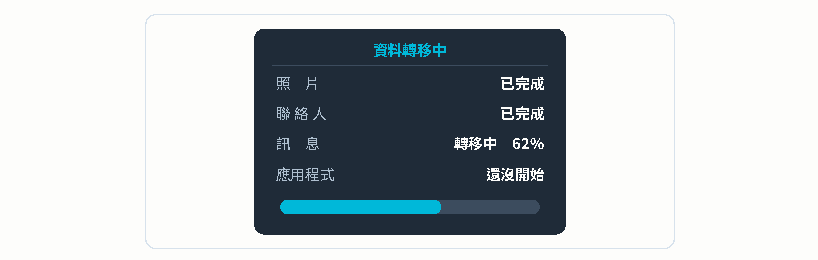 資料轉移中
照　片　已完成
聯 絡 人　已完成
訊　息　轉移中　62%
應用程式　還沒開始